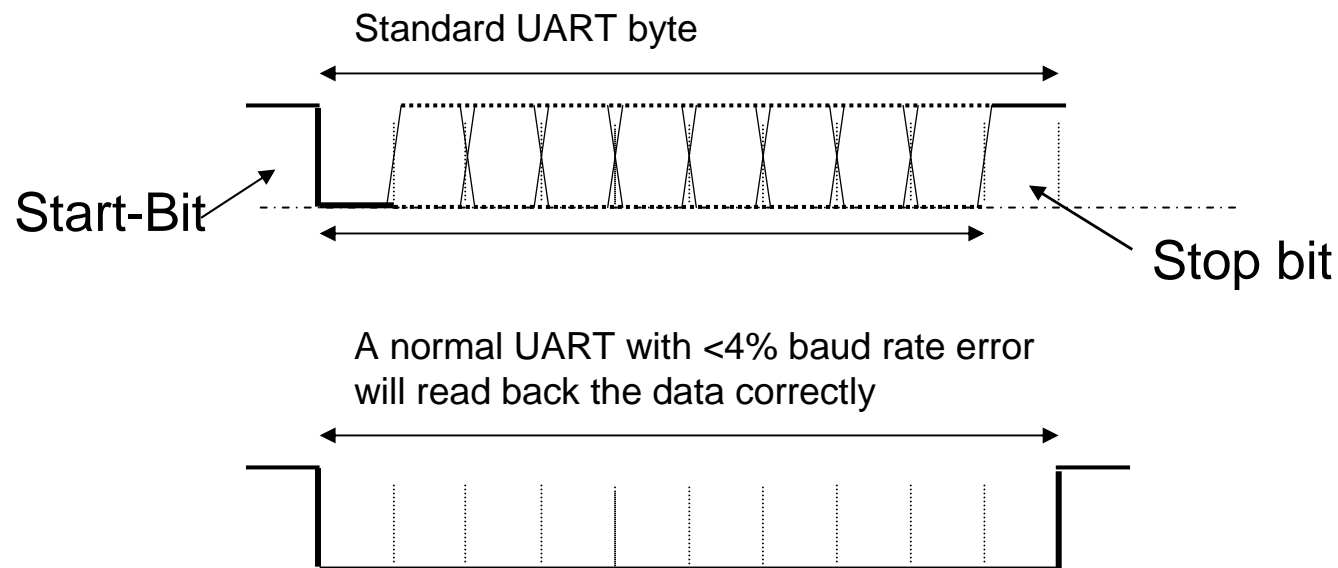 Standard UART byte
Start-Bit
Stop bit
A normal UART with <4% baud rate error
will read back the data correctly